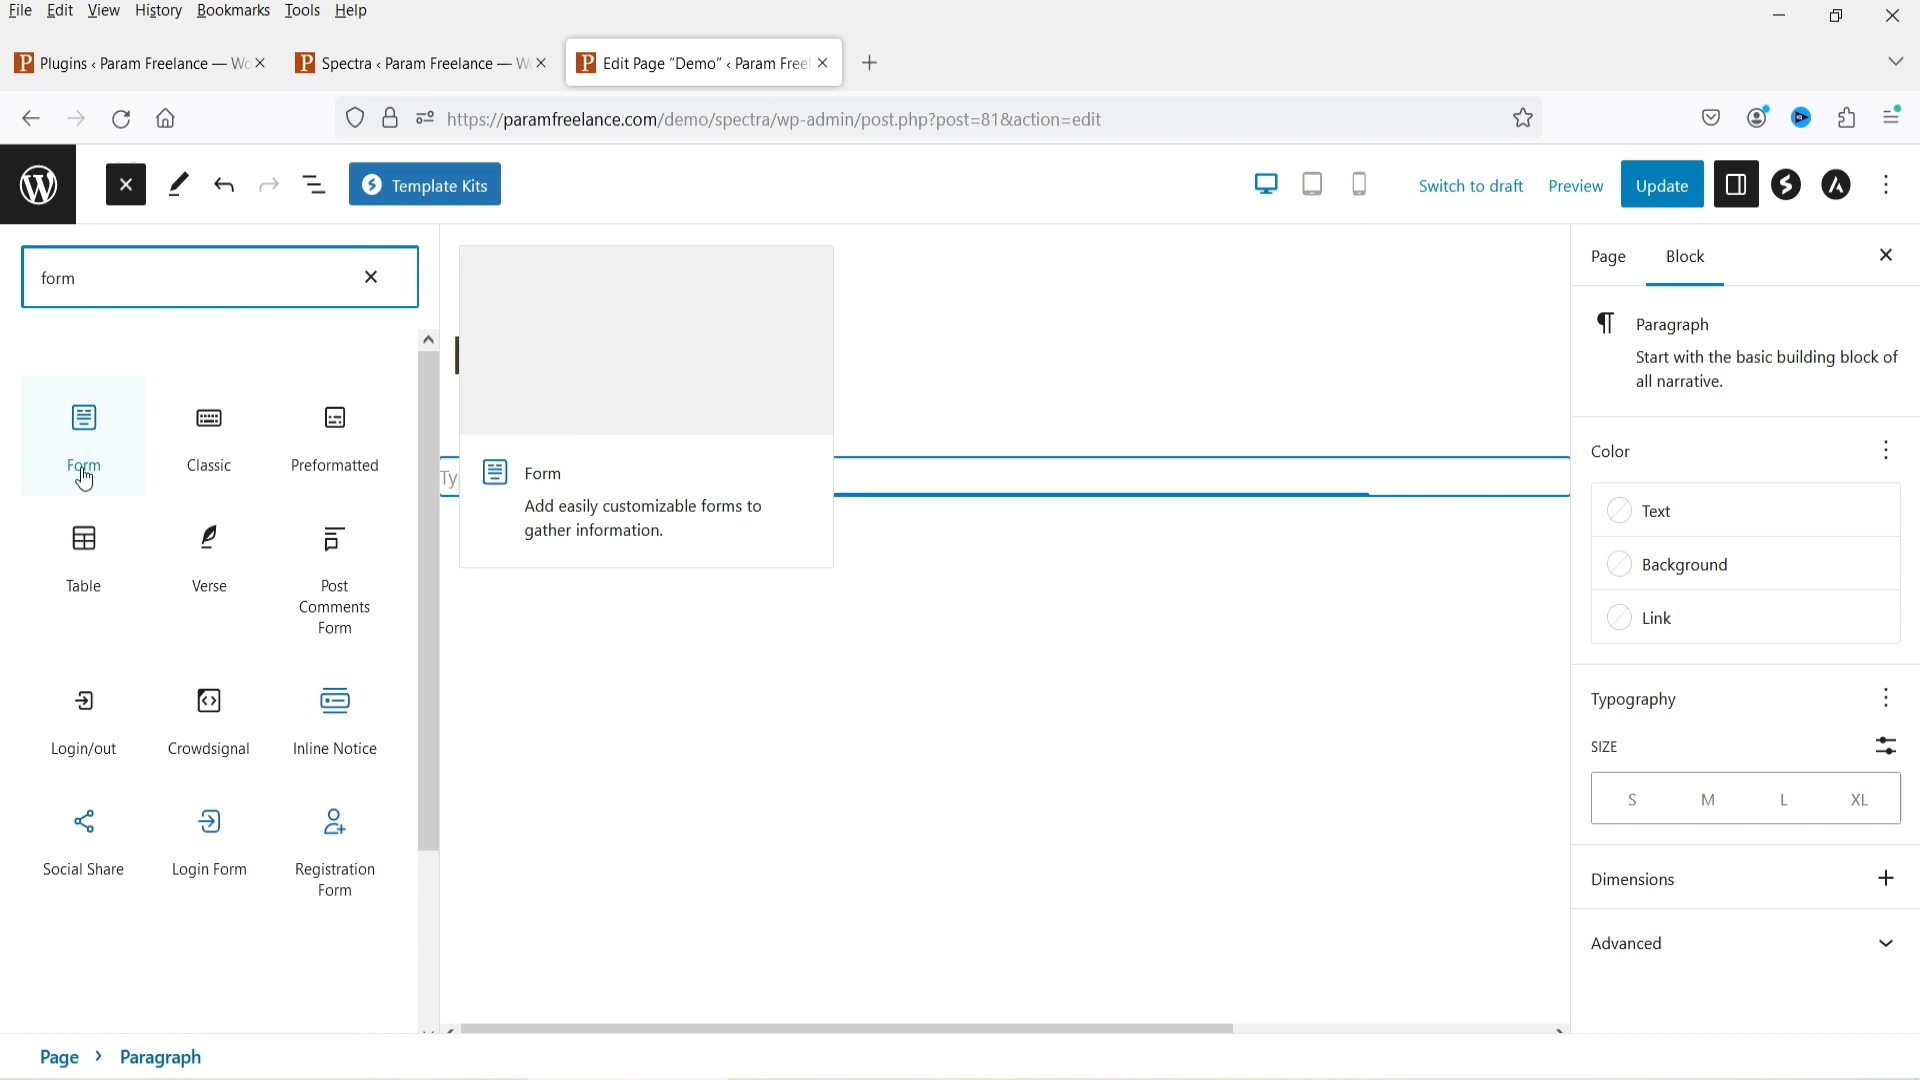 File Edit View History Bookmarks Tools Help
Plugins ‹ Param Freelance — Wo
Spectra ‹ Param Freelance — W
Edit Page "Demo" ‹ Param Freel
https://paramfreelance.com/demo/spectra/wp-admin/post.php?post=81&action=edit
Template Kits
Switch to draft
Preview
Update
form
Page
Block
Paragraph
Start with the basic building block of
all narrative.
Form
Classic
Preformatted
Ty
Form
Add easily customizable forms to
gather information.
Color
Text
Background
Link
Table
Verse
Post
Comments
Form
Typography
SIZE
S M L XL
Login/out
Crowdsignal
Inline Notice
Social Share
Login Form
Registration
Form
Dimensions
Advanced
Page › Paragraph